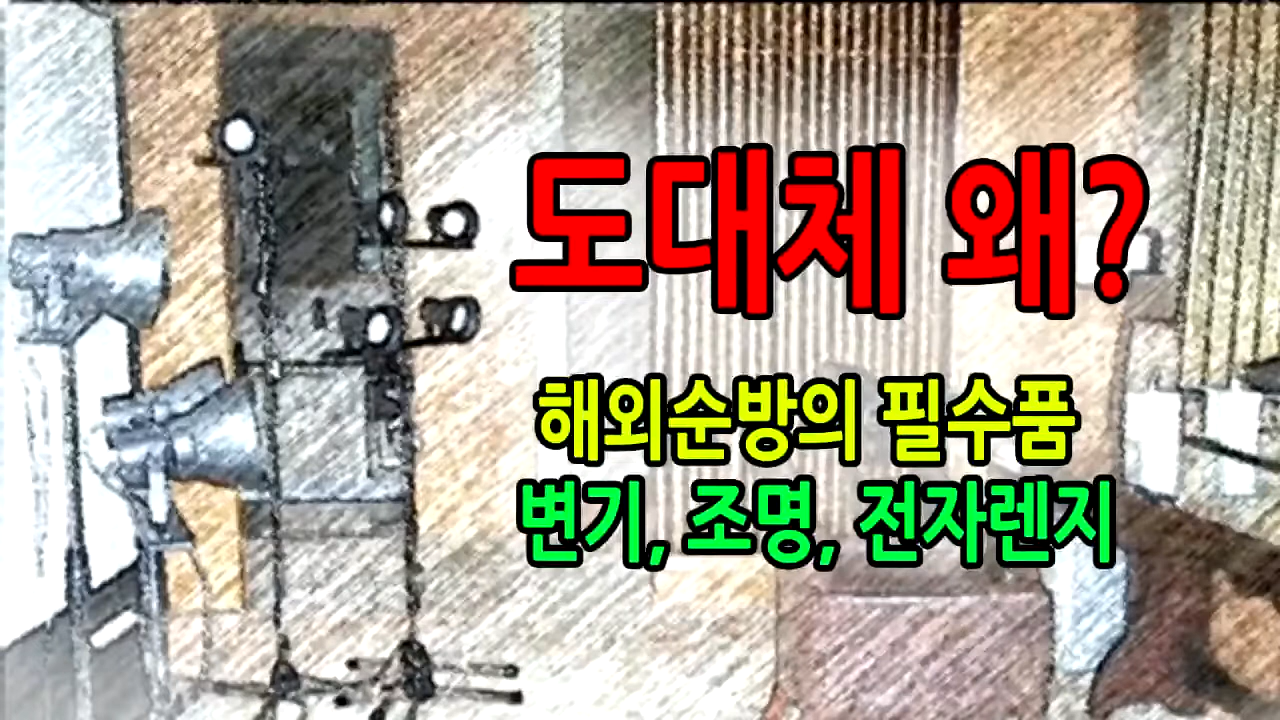 도대체 왜?
해외순방의 필수품
변기, 조명, 전자렌지